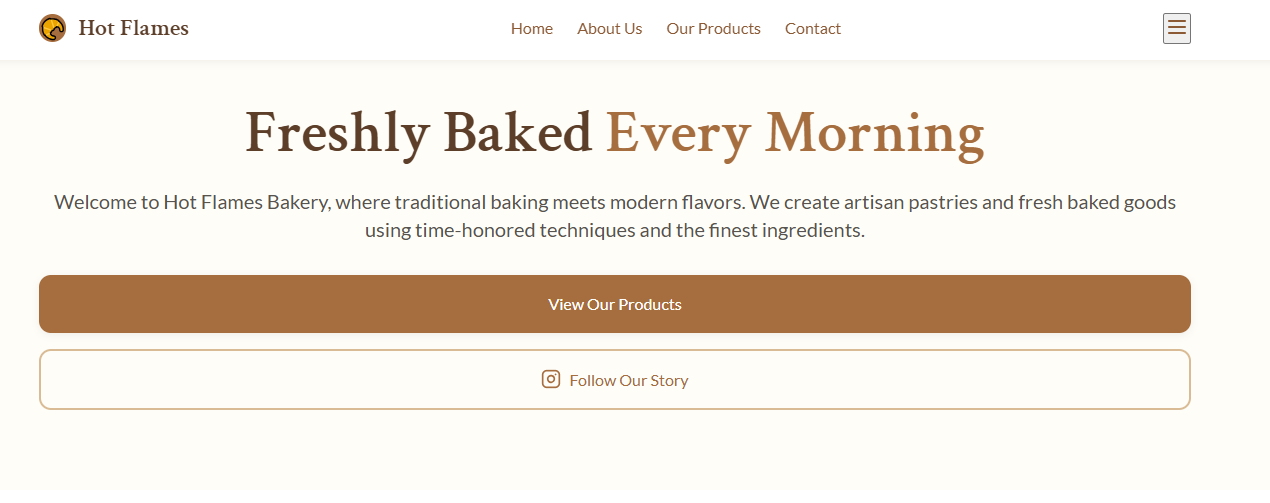 Hot Flames
Home
About Us
Our Products
Contact
Freshly Baked Every Morning
Welcome to Hot Flames Bakery, where traditional baking meets modern flavors. We create artisan pastries and fresh baked goods
using time-honored techniques and the finest ingredients.
View Our Products
Follow Our Story